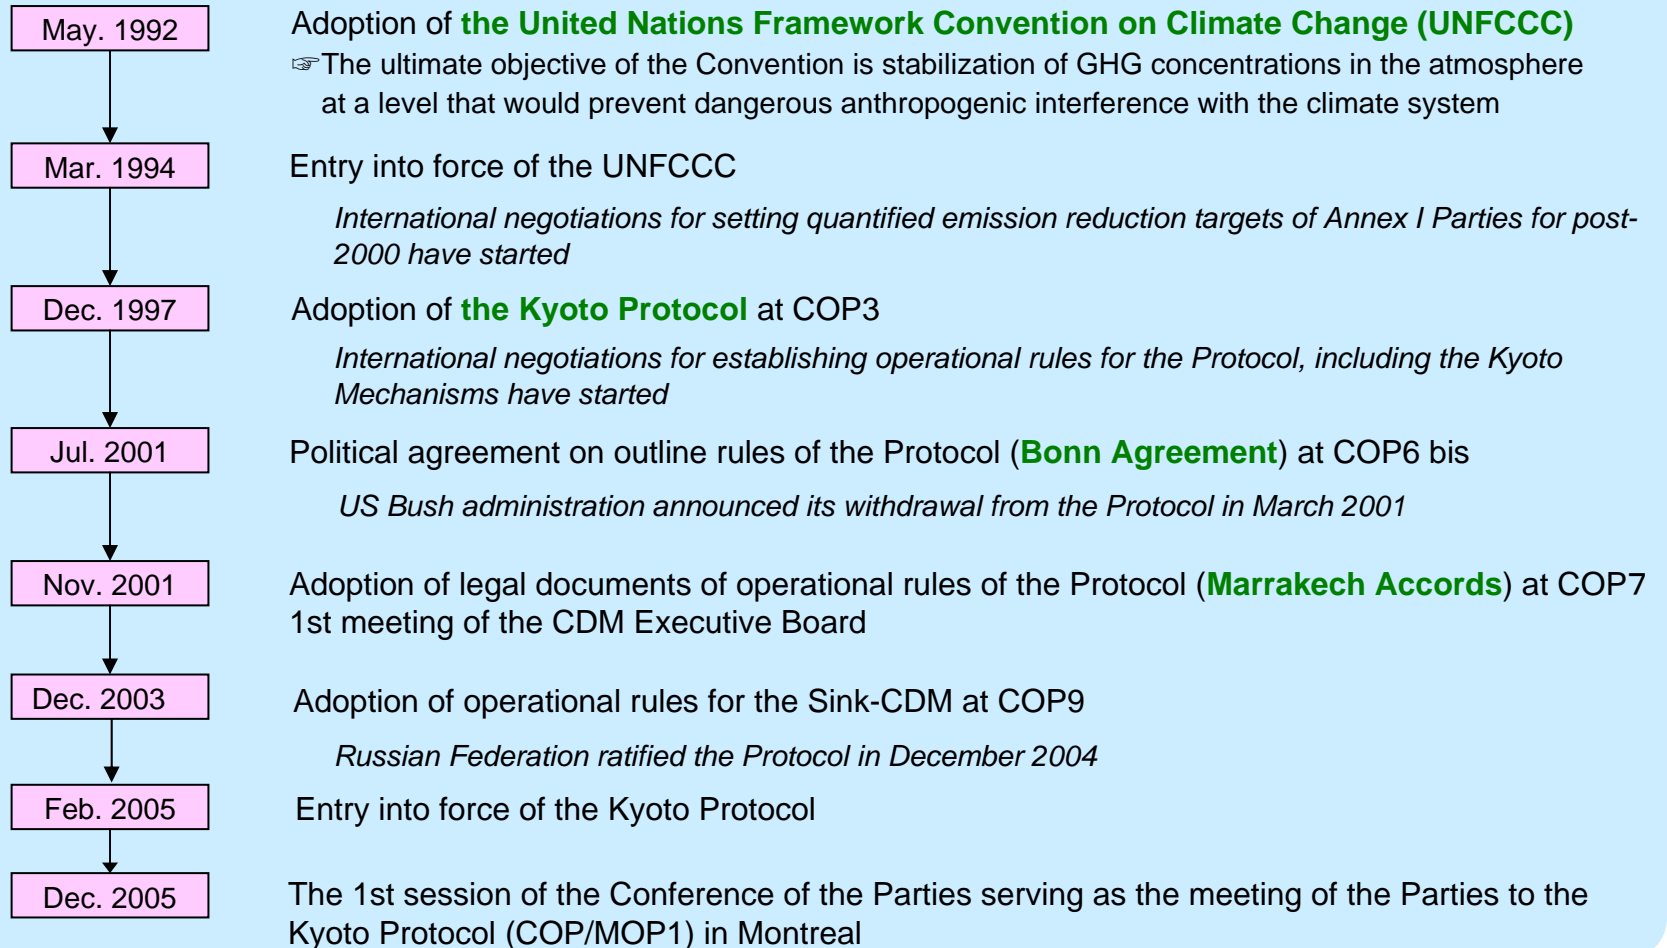 May. 1992
Adoption of the United Nations Framework Convention on Climate Change (UNFCCC)
☞The ultimate objective of the Convention is stabilization of GHG concentrations in the atmosphere
at a level that would prevent dangerous anthropogenic interference with the climate system
Mar. 1994
Entry into force of the UNFCCC
International negotiations for setting quantified emission reduction targets of Annex I Parties for post-
2000 have started
Dec. 1997
Adoption of the Kyoto Protocol at COP3
International negotiations for establishing operational rules for the Protocol, including the Kyoto
Mechanisms have started
Jul. 2001
Political agreement on outline rules of the Protocol (Bonn Agreement) at COP6 bis
US Bush administration announced its withdrawal from the Protocol in March 2001
Nov. 2001
Adoption of legal documents of operational rules of the Protocol (Marrakech Accords) at COP7
1st meeting of the CDM Executive Board
Dec. 2003
Adoption of operational rules for the Sink-CDM at COP9
Russian Federation ratified the Protocol in December 2004
Feb. 2005
Entry into force of the Kyoto Protocol
Dec. 2005
The 1st session of the Conference of the Parties serving as the meeting of the Parties to the
Kyoto Protocol (COP/MOP1) in Montreal